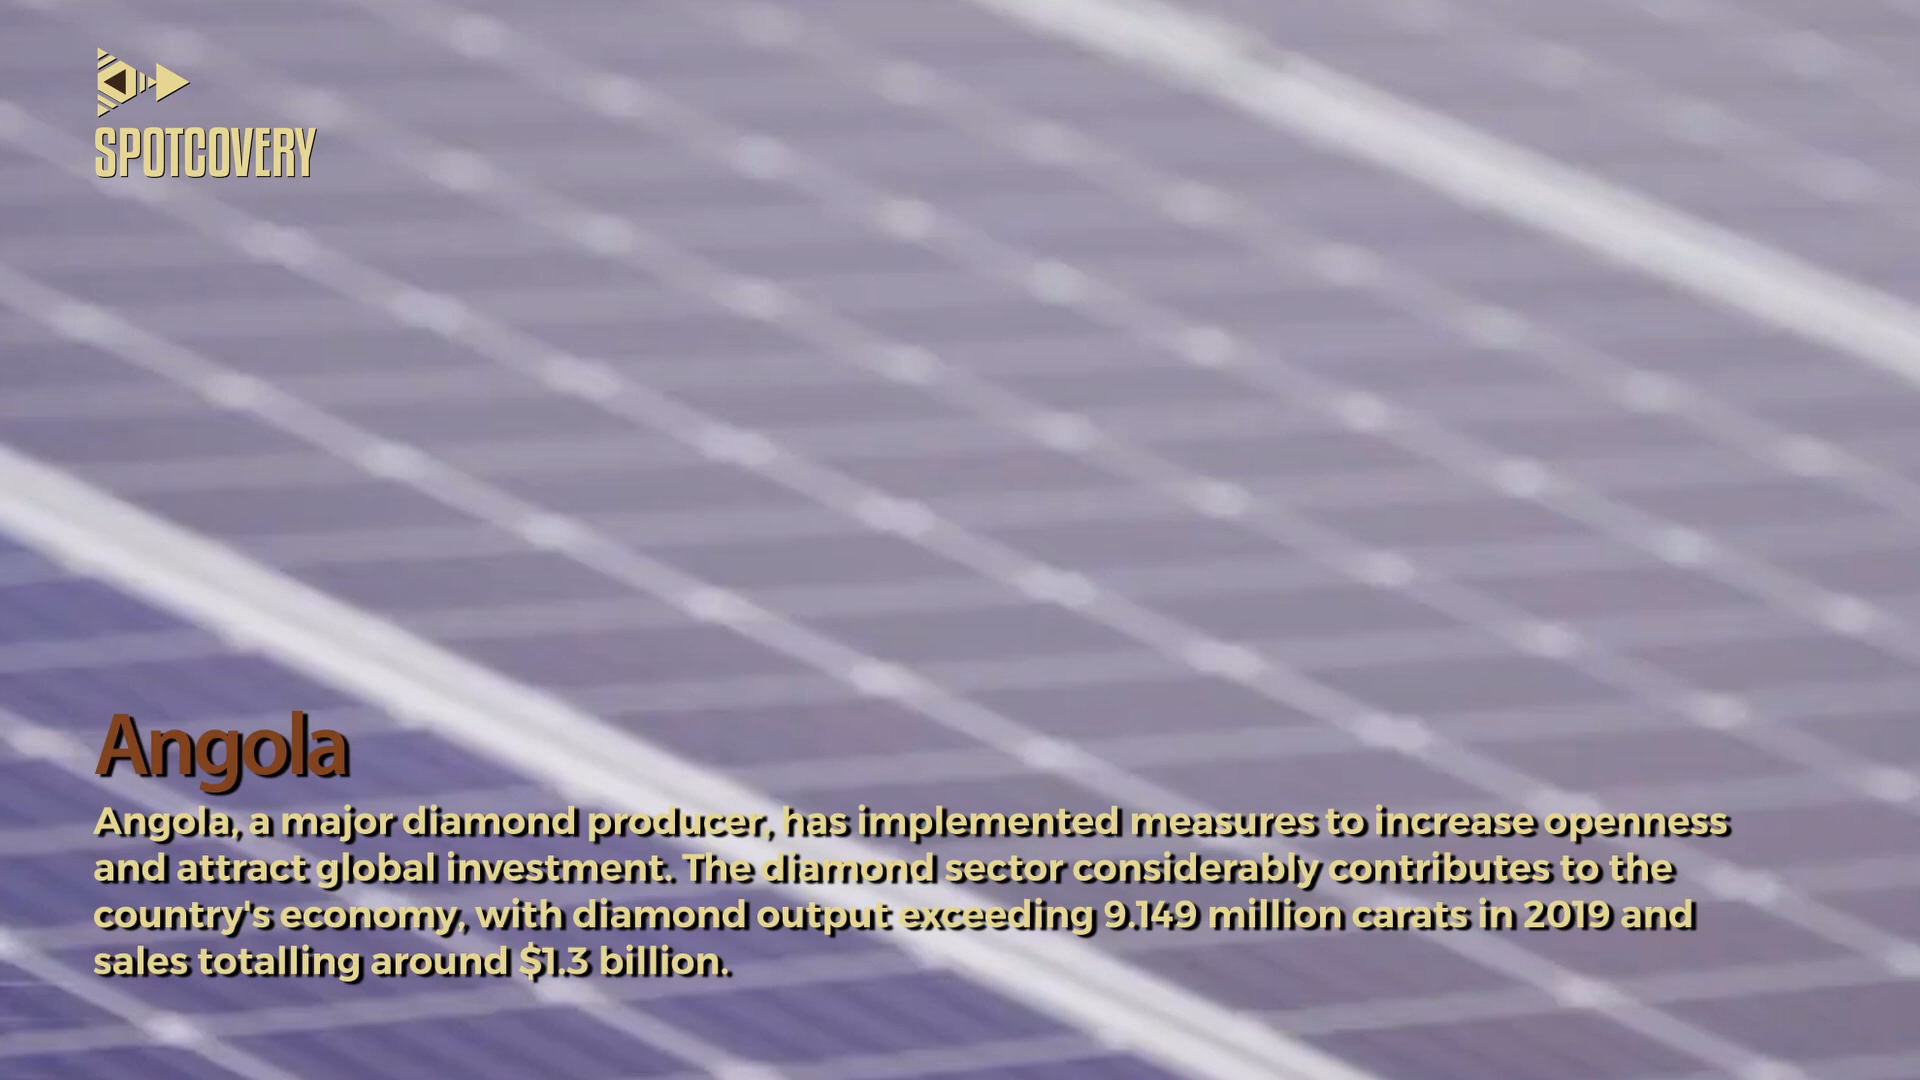 SPOTCOVERY
Angola
Angola, a major diamond producer, has implemented measures to increase openness
and attract global investment. The diamond sector considerably contributes to the
country's economy, with diamond output exceeding 9.149 million carats in 2019 and
sales totalling around $1.3 billion.